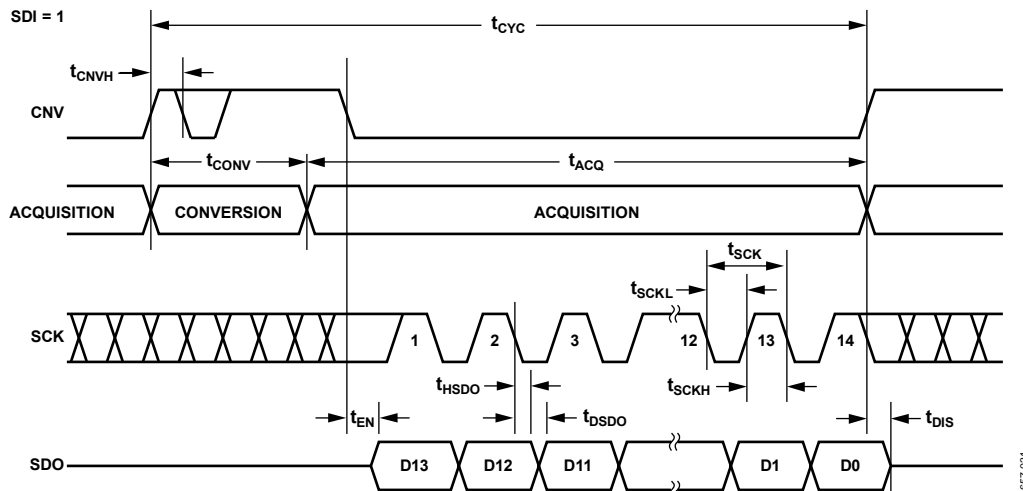 SDI = 1
tCYC
tCNVH
CNV
tCONV
tACQ
ACQUISITION
CONVERSION
ACQUISITION
tSCK
tSCKL
SCK
1
2
3
12
13
14
tHSDO
tSCKH
tEN
tDSDO
tDIS
SDO
D13
D12
D11
D1
D0